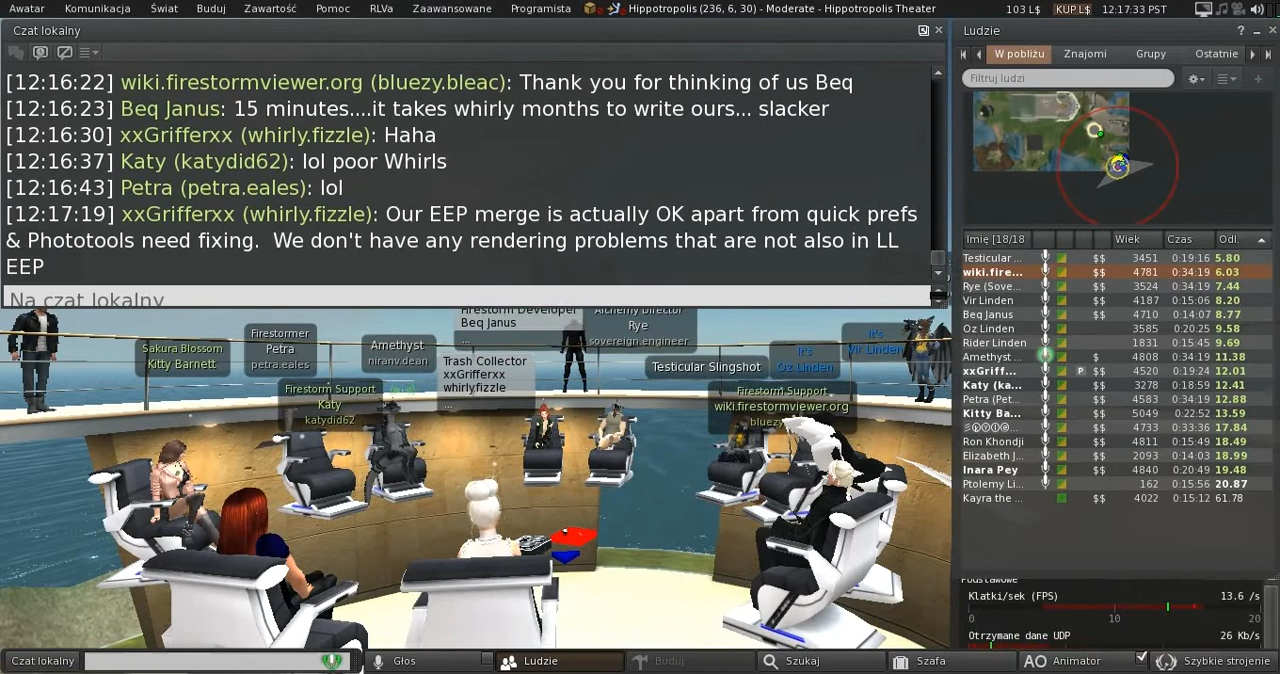 Awatar Komunikacja Świat Buduj Zawartość Pomoc RLVa Zaawansowane Programista Hippotropolis (236, 6, 30) - Moderate - Hippotropolis Theater 103 L$ KUP L$ 12:17:33 PST
Czat lokalny
[12:16:22] wiki.firestormviewer.org (bluezy.bleac): Thank you for thinking of us Beq
[12:16:23] Beq Janus: 15 minutes....it takes whirly months to write ours... slacker
[12:16:30] xxGrifferxx (whirly.fizzle): Haha
[12:16:37] Katy (katydid62): lol poor Whirls
[12:16:43] Petra (petra.eales): lol
[12:17:19] xxGrifferxx (whirly.fizzle): Our EEP merge is actually OK apart from quick prefs
& Phototools need fixing.  We don't have any rendering problems that are not also in LL
EEP
Na czat lokalny
Firestorm Developer
Beq Janus
...
Alchemy Director
Rye
sovereign.engineer
Firestormer
Petra
petra.eales
Sakura Blossom
Kitty Barnett
Amethyst
niranv.dean
Trash Collector
xxGrifferxx
whirly.fizzle
...
It's
Vir Linden
It's
Oz Linden
Testicular Slingshot
Firestorm Support
Katy
katydid62
Firestorm Support
wiki.firestormviewer.org
Ludzie
W pobliżu Znajomi Grupy Ostatnie
Filtruj ludzi
Imię [18/18 Wiek Czas Odl.
Testicular ... $$ 3451 0:19:16 5.80
wiki.fire... $$ 4781 0:34:19 6.03
Rye (Sove... $$ 3524 0:34:19 7.44
Vir Linden $$ 4187 0:15:06 8.20
Beq Janus $$ 4710 0:14:07 8.77
Oz Linden 3585 0:20:25 9.58
Rider Linden 1831 0:15:45 9.69
Amethyst ... $ 4808 0:34:19 11.38
xxGriff... P $$ 4520 0:19:24 12.01
Katy (ka... $$ 3278 0:18:59 12.41
Petra (Pet... $$ 4583 0:19:34 12.88
Kitty Ba... $$ 5049 0:22:52 13.59
$$ 4733 0:33:36 17.84
Ron Khondji $$ 4811 0:15:49 18.49
Elizabeth J... $$ 2093 0:14:03 18.99
Inara Pey $$ 4840 0:20:49 19.48
Ptolemy Li... 162 0:15:56 20.87
Kayra the ... $$ 4022 0:15:12 61.78
Podstawowe
Klatki/sek (FPS) 13.6 /s
0 10 20
Otrzymane dane UDP 26 Kb/s
Czat lokalny Głos Ludzie Buduj Szukaj Szafa AO Animator Szybkie strojenie